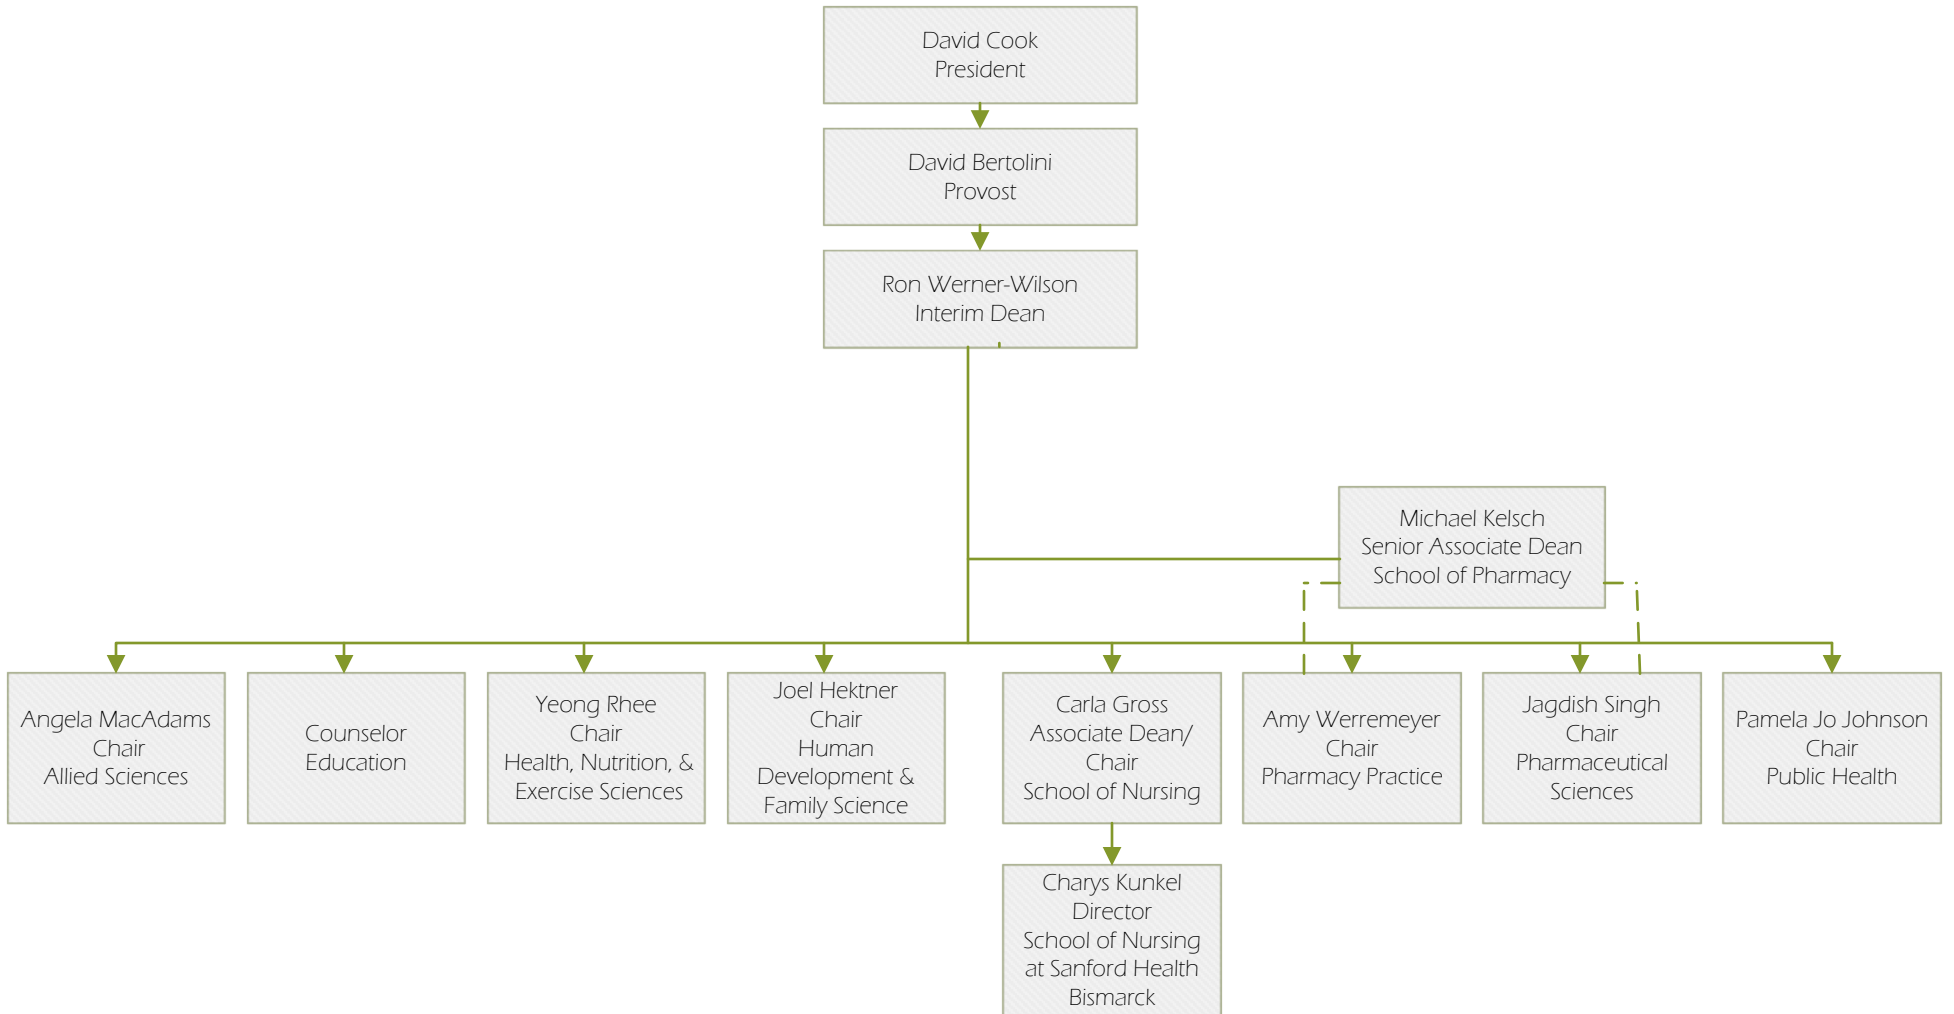 David Cook
President
David Bertolini
Provost
Ron Werner-Wilson
Interim Dean
Michael Kelsch
Senior Associate Dean
School of Pharmacy
Angela MacAdams
Chair
Allied Sciences
Counselor
Education
Yeong Rhee
Chair
Health, Nutrition, &
Exercise Sciences
Joel Hektner
Chair
Human
Development &
Family Science
Carla Gross
Associate Dean/
Chair
School of Nursing
Amy Werremeyer
Chair
Pharmacy Practice
Jagdish Singh
Chair
Pharmaceutical
Sciences
Pamela Jo Johnson
Chair
Public Health
Charys Kunkel
Director
School of Nursing
at Sanford Health
Bismarck